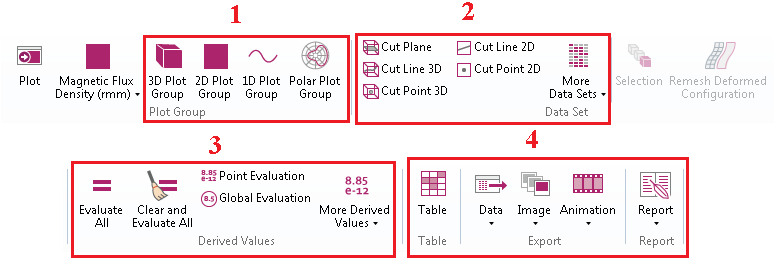 1
2
Plot
Magnetic Flux
Density (rmm)
3D Plot
Group
2D Plot
Group
1D Plot
Group
Polar Plot
Group
Plot Group
Cut Plane
Cut Line 3D
Cut Point 3D
Cut Line 2D
Cut Point 2D
More
Data Sets
Data Set
Selection
Remesh Deformed
Configuration
3
4
Evaluate
All
Clear and
Evaluate All
8.85
e-12
Point Evaluation
8.5
Global Evaluation
8.85
e-12
More Derived
Values
Derived Values
Table
Table
Data
Image
Animation
Export
Report
Report